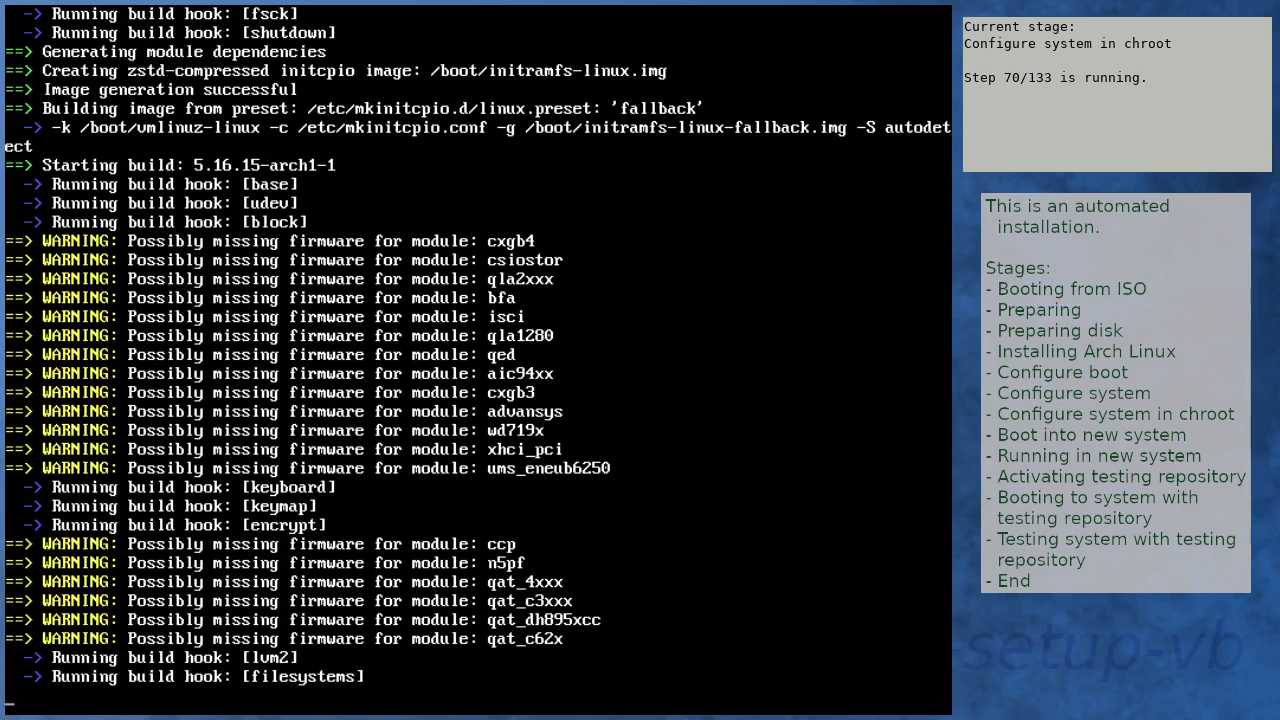 -> Running build hook: [fsck]
-> Running build hook: [shutdown]
==> Generating module dependencies
==> Creating zstd-compressed initcpio image: /boot/initramfs-linux.img
==> Image generation successful
==> Building image from preset: /etc/mkinitcpio.d/linux.preset: 'fallback'
-> -k /boot/vmlinuz-linux -c /etc/mkinitcpio.conf -g /boot/initramfs-linux-fallback.img -S autodet
ect
==> Starting build: 5.16.15-arch1-1
-> Running build hook: [base]
-> Running build hook: [udev]
-> Running build hook: [block]
==> WARNING: Possibly missing firmware for module: cxgb4
==> WARNING: Possibly missing firmware for module: csiostor
==> WARNING: Possibly missing firmware for module: qla2xxx
==> WARNING: Possibly missing firmware for module: bfa
==> WARNING: Possibly missing firmware for module: isci
==> WARNING: Possibly missing firmware for module: qla1280
==> WARNING: Possibly missing firmware for module: qed
==> WARNING: Possibly missing firmware for module: aic94xx
==> WARNING: Possibly missing firmware for module: cxgb3
==> WARNING: Possibly missing firmware for module: advansys
==> WARNING: Possibly missing firmware for module: wd719x
==> WARNING: Possibly missing firmware for module: xhci_pci
==> WARNING: Possibly missing firmware for module: ums_eneub6250
-> Running build hook: [keyboard]
-> Running build hook: [keymap]
-> Running build hook: [encrypt]
==> WARNING: Possibly missing firmware for module: ccp
==> WARNING: Possibly missing firmware for module: n5pf
==> WARNING: Possibly missing firmware for module: qat_4xxx
==> WARNING: Possibly missing firmware for module: qat_c3xxx
==> WARNING: Possibly missing firmware for module: qat_dh895xcc
==> WARNING: Possibly missing firmware for module: qat_c62x
-> Running build hook: [lvm2]
-> Running build hook: [filesystems]
_
Current stage:
Configure system in chroot
Step 70/133 is running.
This is an automated
installation.
Stages:
- Booting from ISO
- Preparing
- Preparing disk
- Installing Arch Linux
- Configure boot
- Configure system
- Configure system in chroot
- Boot into new system
- Running in new system
- Activating testing repository
- Booting to system with
testing repository
- Testing system with testing
repository
- End
-setup-vb